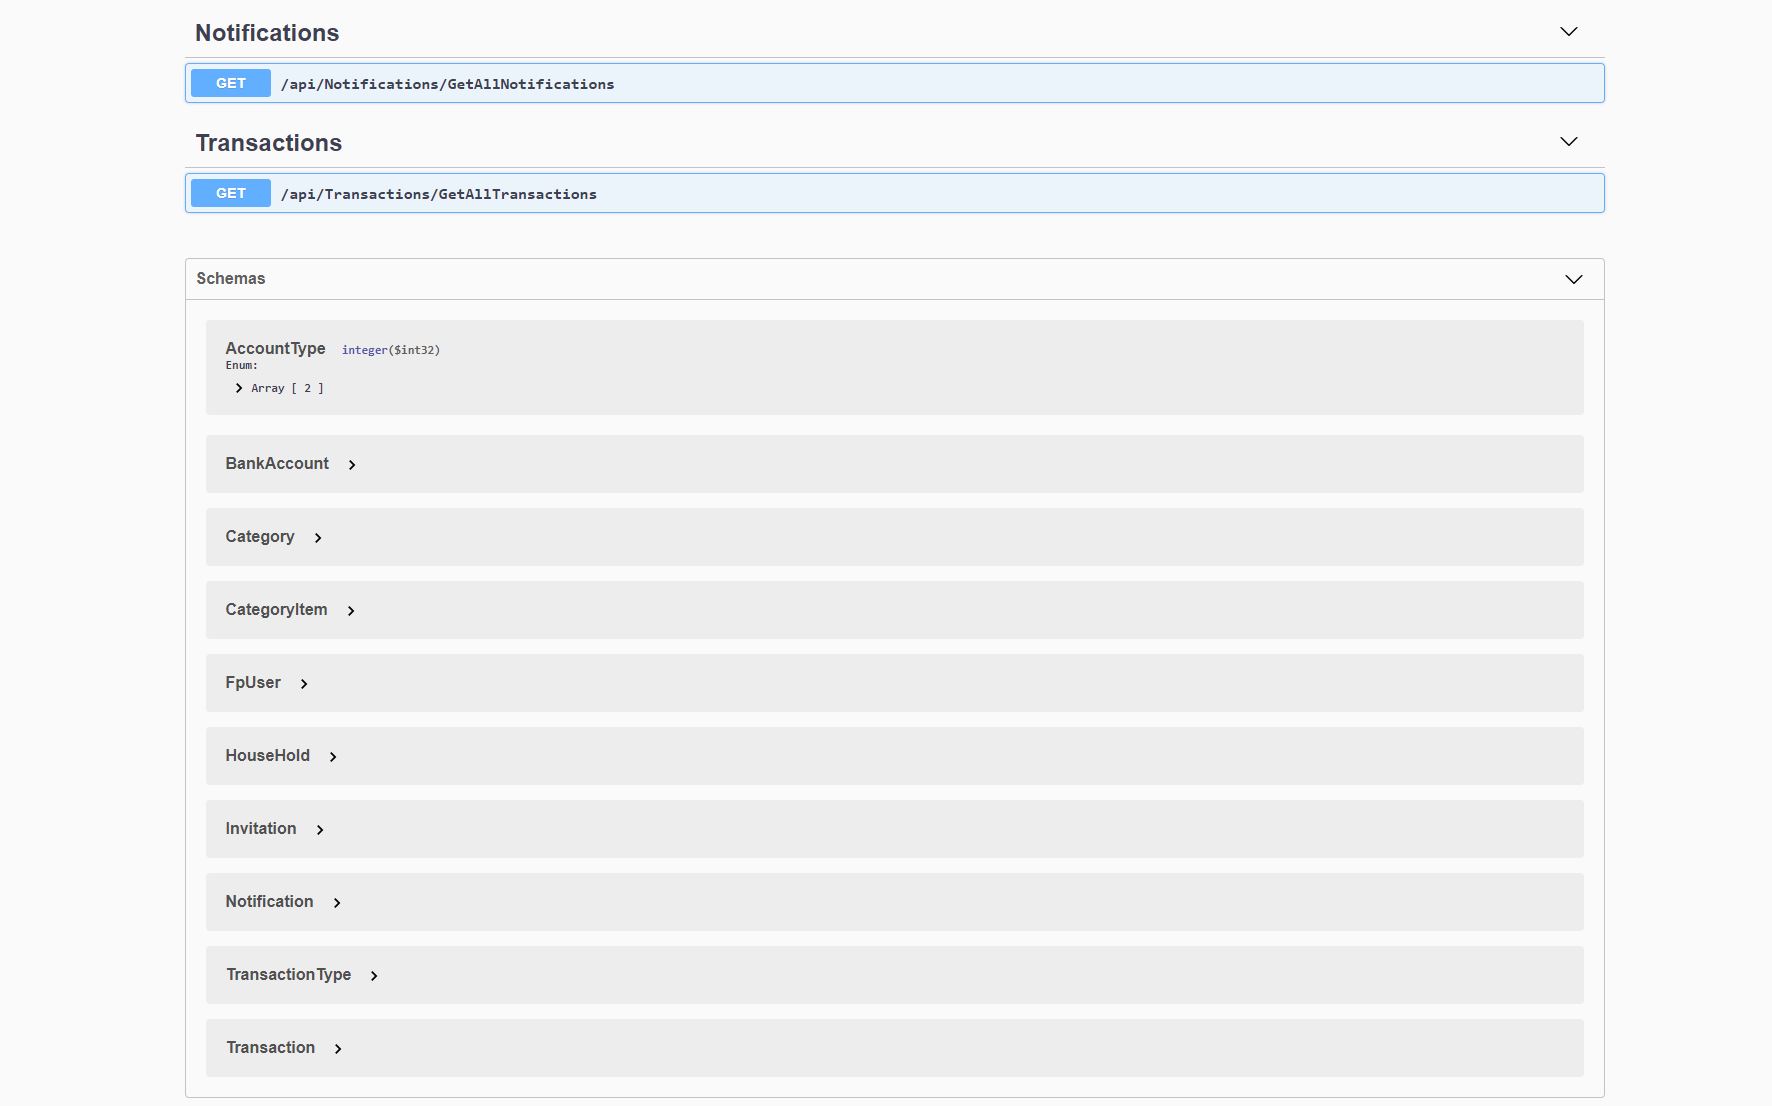 Notifications
GET /api/Notifications/GetAllNotifications
Transactions
GET /api/Transactions/GetAllTransactions
Schemas
AccountType integer($int32)
Enum:
Array [ 2 ]
BankAccount
Category
CategoryItem
FpUser
HouseHold
Invitation
Notification
TransactionType
Transaction